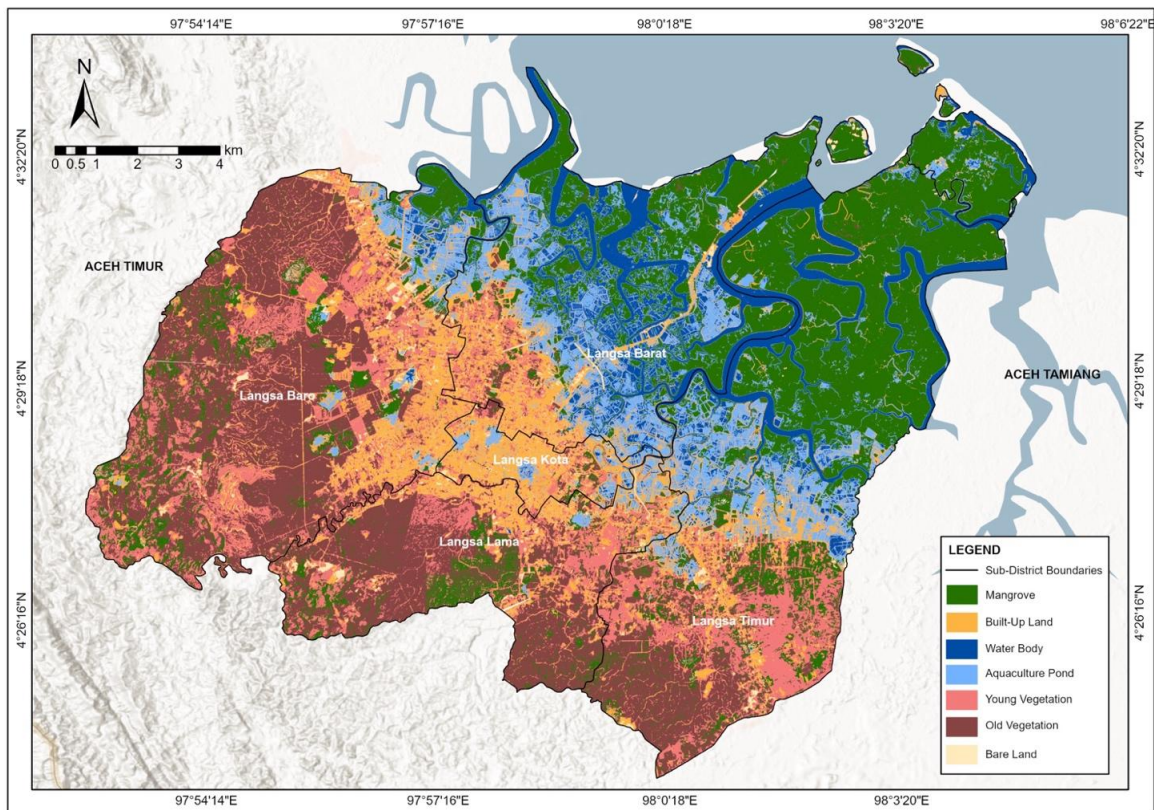 97°54'14"E
97°57'16"E
98°0'18"E
98°3'20"E
98°6'22"E
N
0 0.5 1 2 3 4 km
4°32'20"N
4°32'20"N
ACEH TIMUR
Langsa Barat
4°29'18"N
4°29'18"N
ACEH TAMIANG
Langsa Baro
Langsa Kota
Langsa Lama
4°26'16"N
4°26'16"N
Langsa Timur
LEGEND
Sub-District Boundaries
Mangrove
Built-Up Land
Water Body
Aquaculture Pond
Young Vegetation
Old Vegetation
Bare Land
97°54'14"E
97°57'16"E
98°0'18"E
98°3'20"E